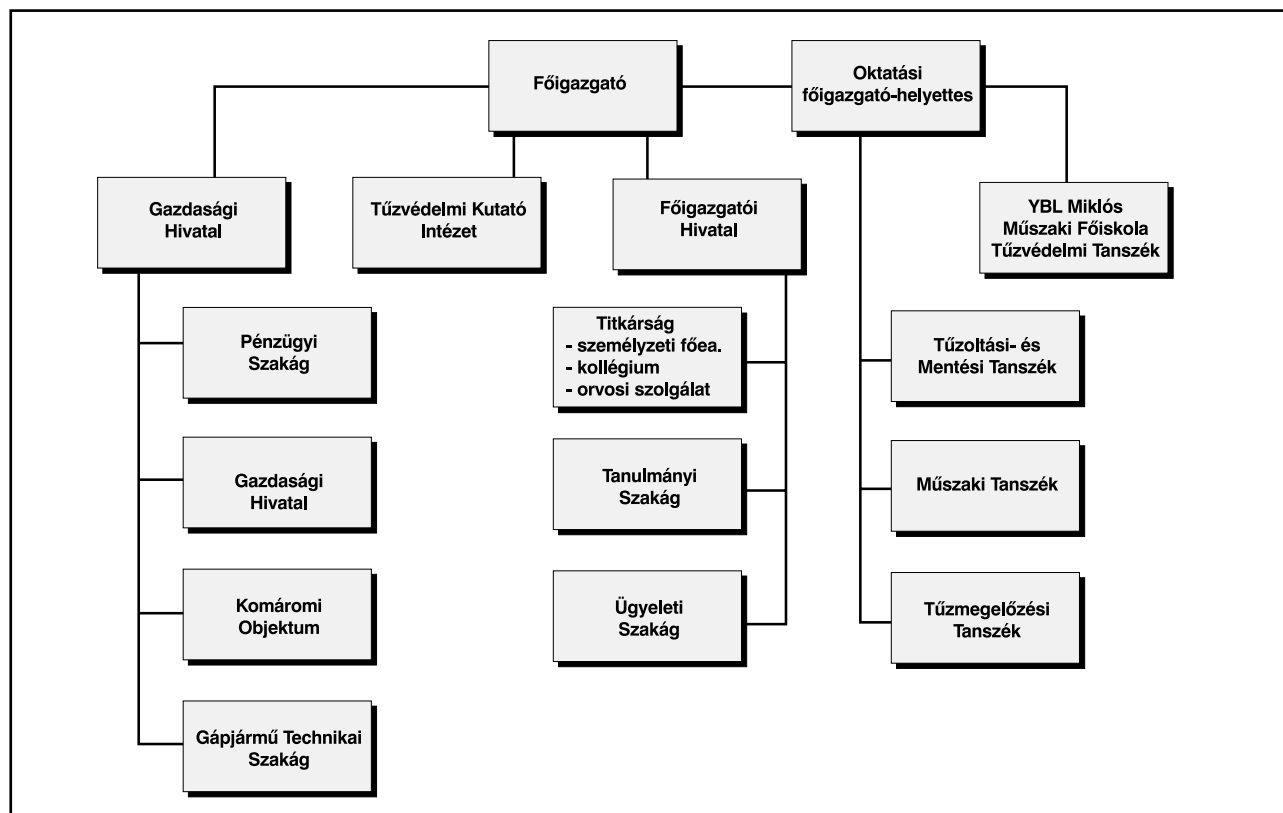 Főigazgató
Oktatási
főigazgató-helyettes
Gazdasági
Hivatal
Tűzvédelmi Kutató
Intézet
Főigazgatói
Hivatal
YBL Miklós
Műszaki Főiskola
Tűzvédelmi Tanszék
Pénzügyi
Szakág
Gazdasági
Hivatal
Komáromi
Objektum
Gápjármű Technikai
Szakág
Titkárság
- személyzeti főea.
- kollégium
- orvosi szolgálat
Tanulmányi
Szakág
Ügyeleti
Szakág
Tűzoltási- és
Mentési Tanszék
Műszaki Tanszék
Tűzmegelőzési
Tanszék